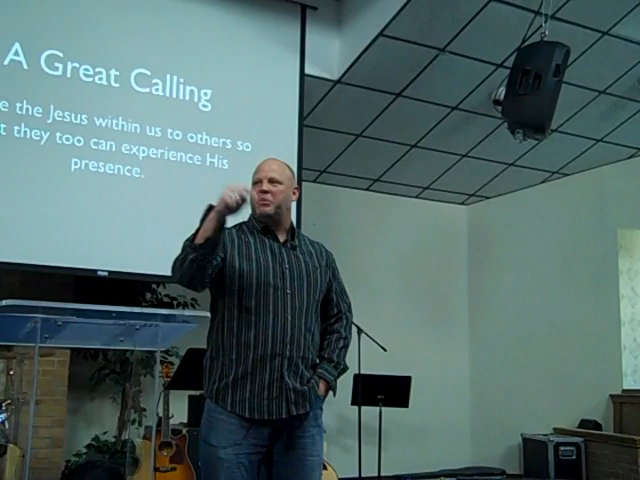 A Great Calling
e the Jesus within us to others so
t they too can experience His
presence.